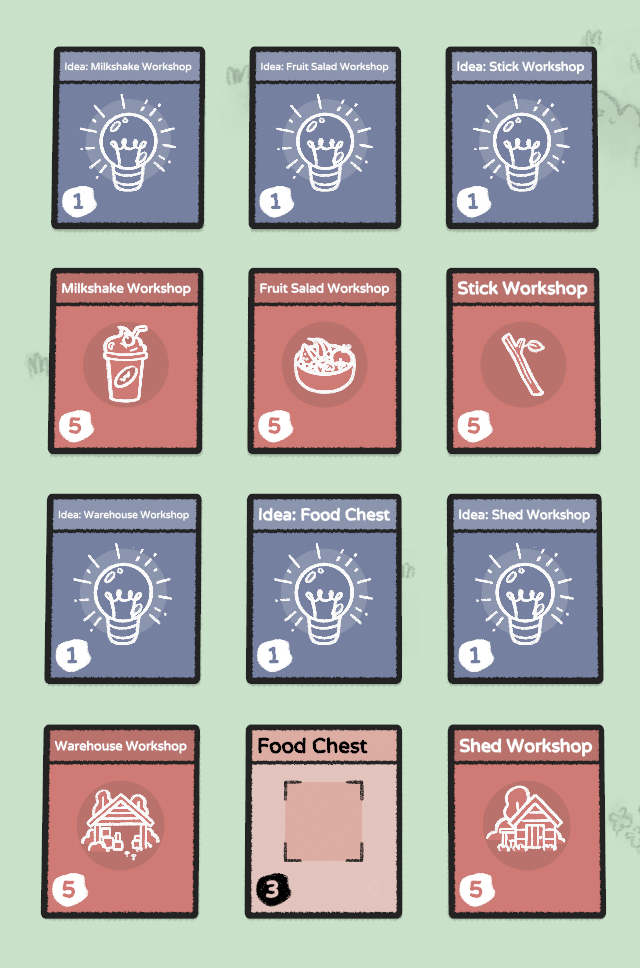 Idea: Milkshake Workshop
Idea: Fruit Salad Workshop
Idea: Stick Workshop
1
1
1
Milkshake Workshop
Fruit Salad Workshop
Stick Workshop
5
5
5
Idea: Warehouse Workshop
Idea: Food Chest
Idea: Shed Workshop
1
1
1
Warehouse Workshop
Food Chest
Shed Workshop
5
3
5